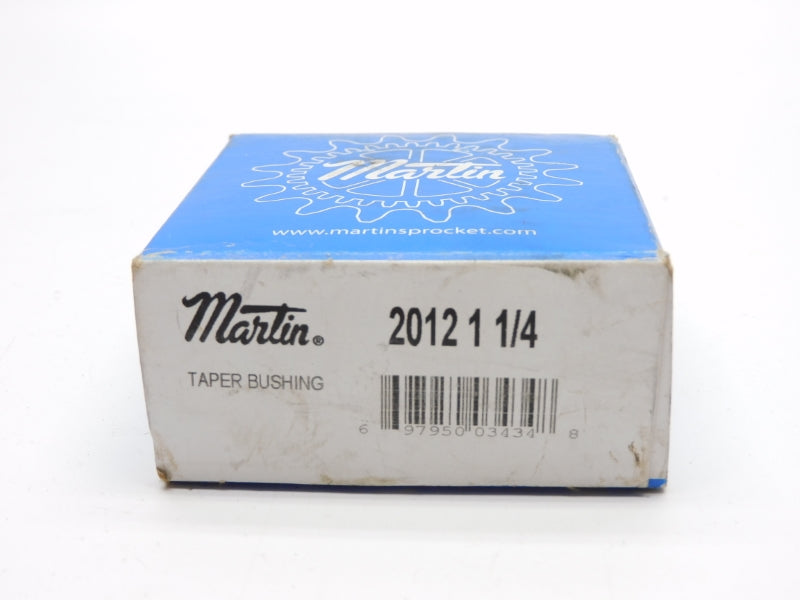 Martin
www.martinsprocket.com
Martin®
2012 1 1/4
TAPER BUSHING
6 97950 03434 8